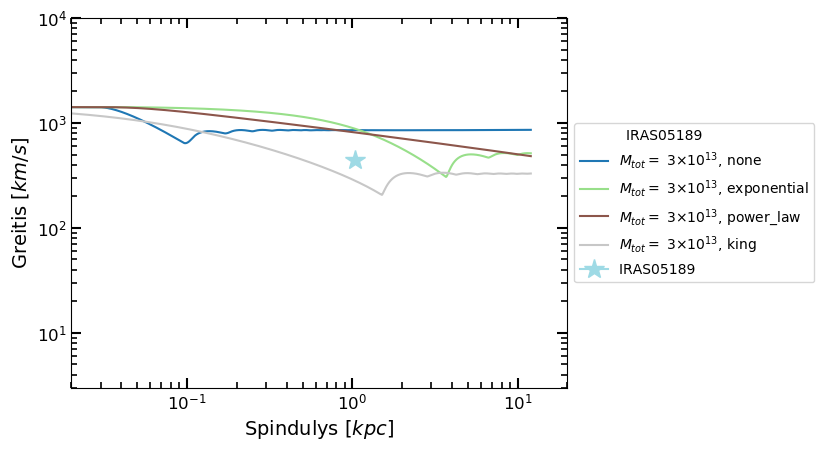 10⁴
10³
10²
10¹
Greitis [km/s]
10⁻¹
10⁰
10¹
Spindulys [kpc]
IRAS05189
M_tot = 3×10¹³, none
M_tot = 3×10¹³, exponential
M_tot = 3×10¹³, power_law
M_tot = 3×10¹³, king
IRAS05189